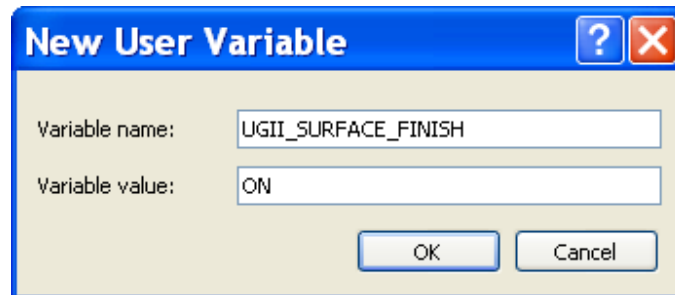 New User Variable ?
Variable name: UGII_SURFACE_FINISH
Variable value: ON
OK Cancel